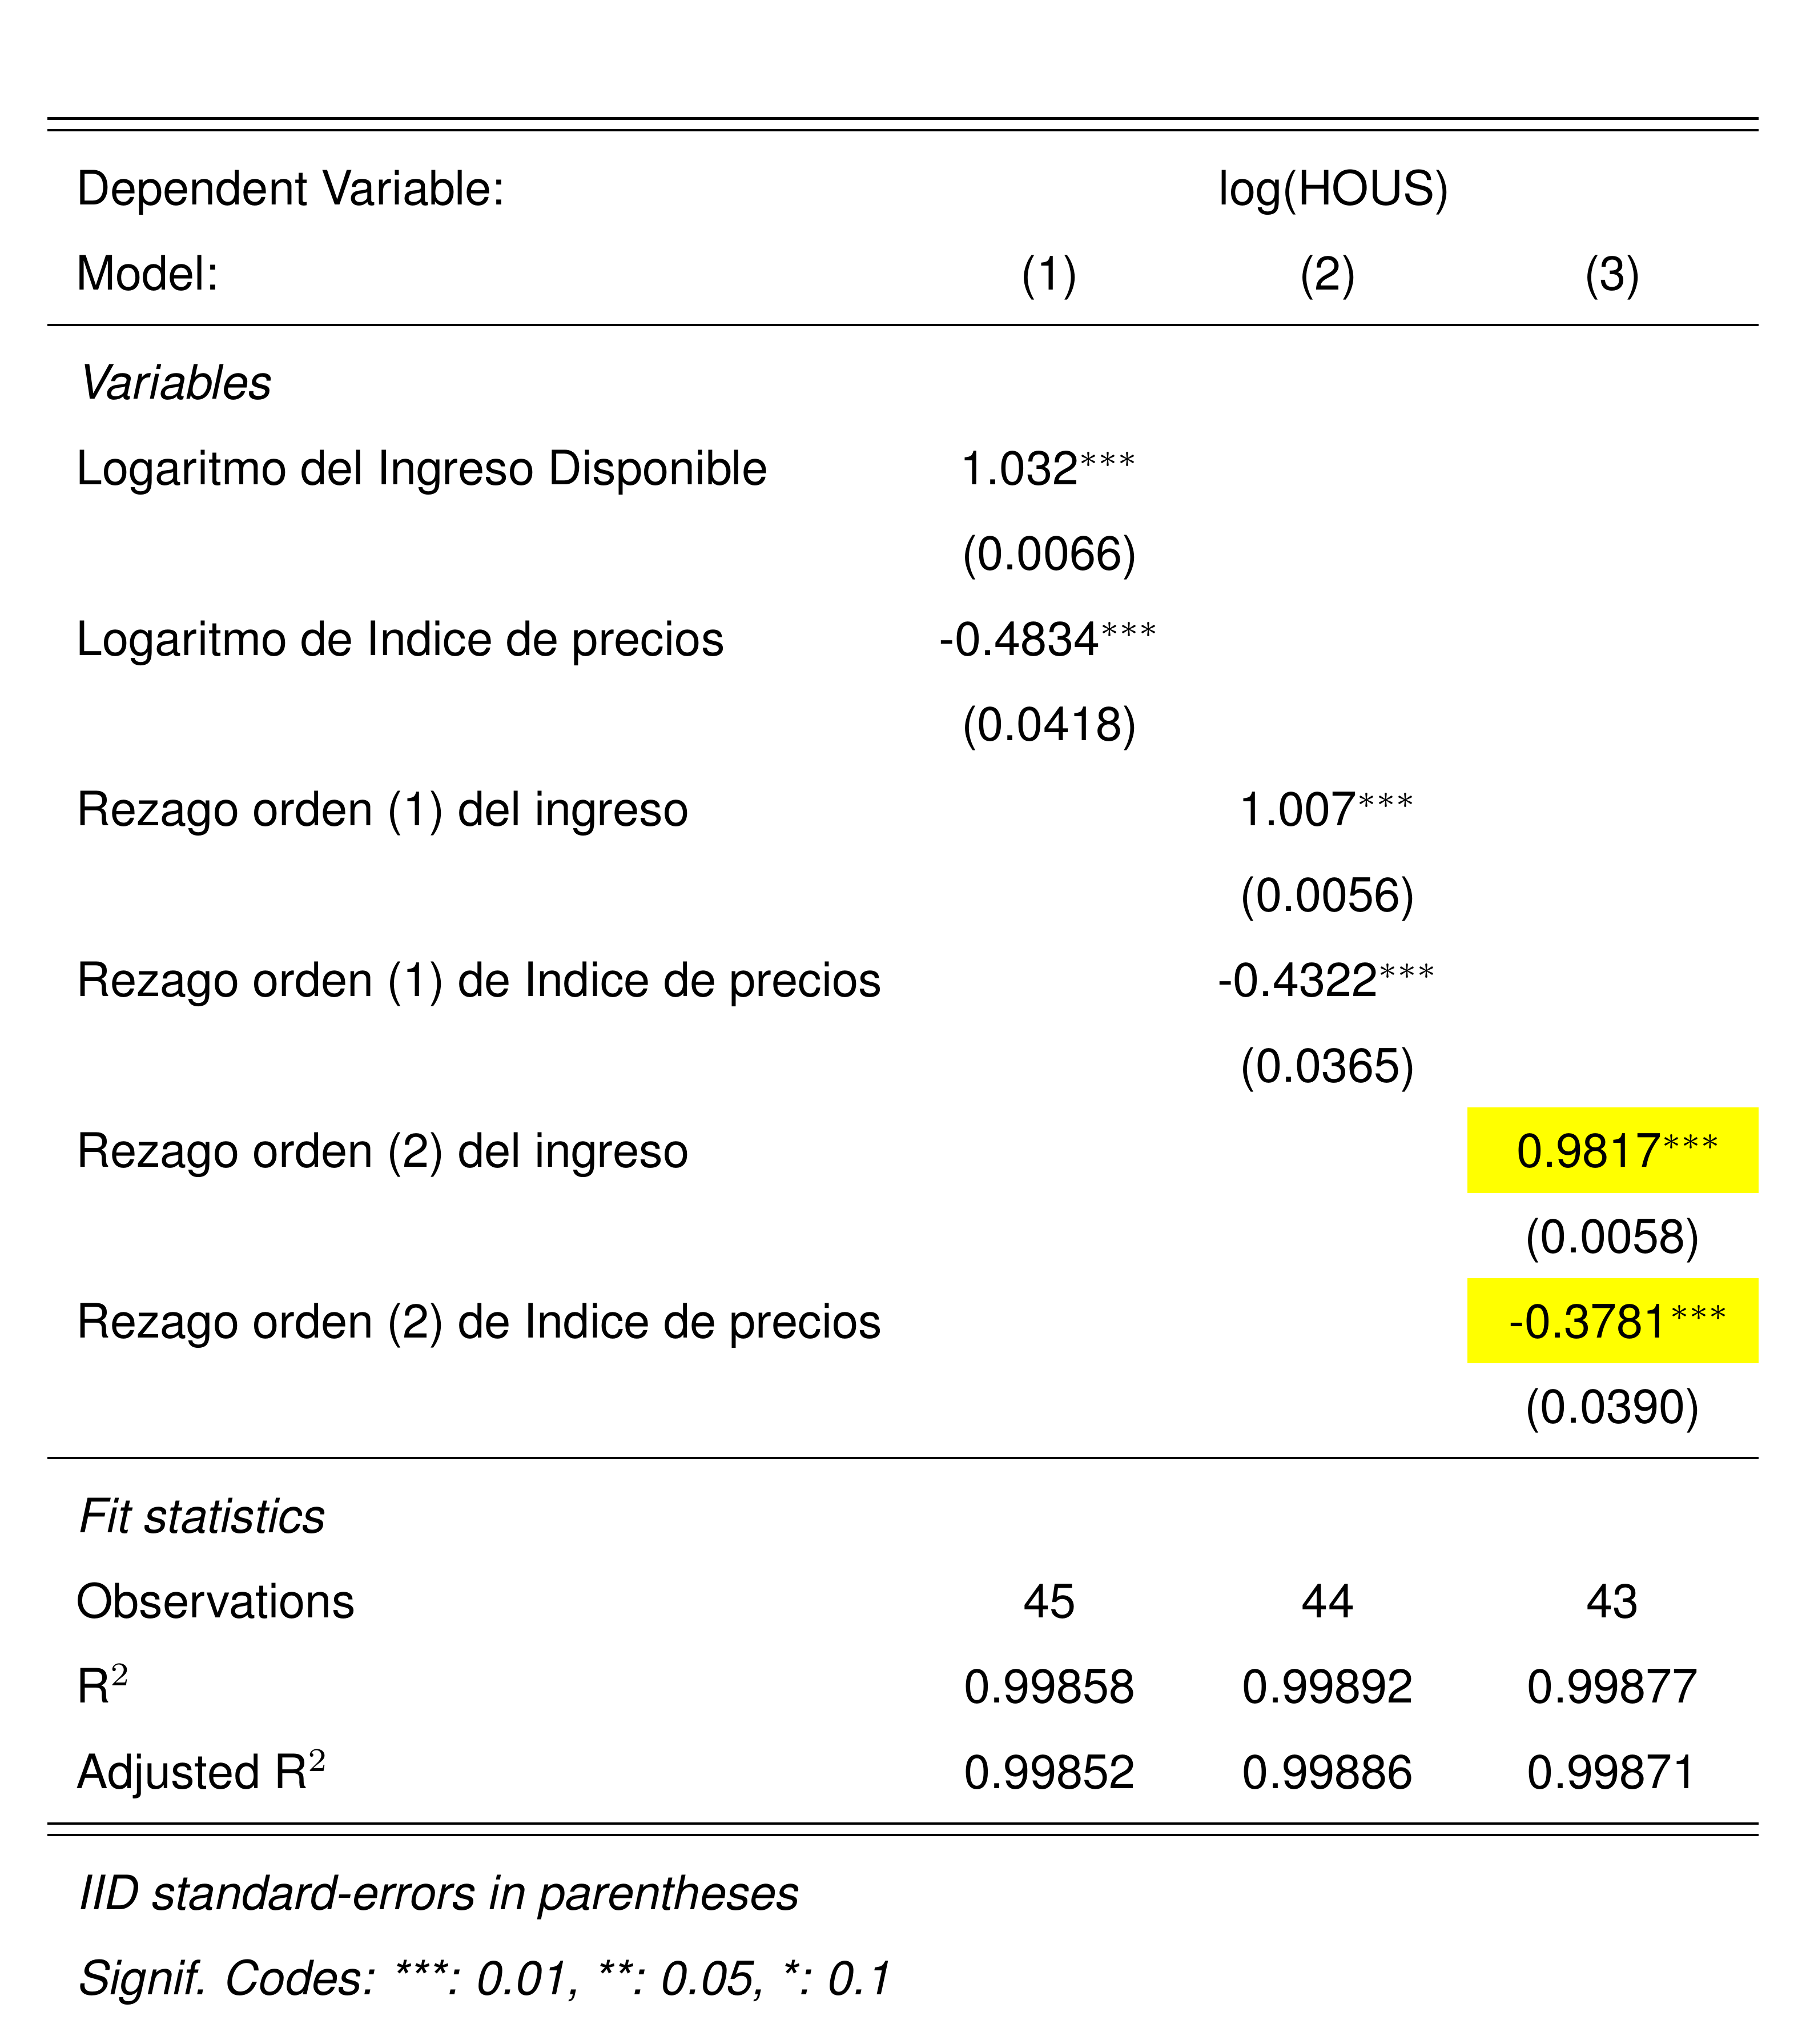 Dependent Variable: log(HOUS)
Model: (1) (2) (3)
Variables
Logaritmo del Ingreso Disponible 1.032***
(0.0066)
Logaritmo de Indice de precios -0.4834***
(0.0418)
Rezago orden (1) del ingreso 1.007***
(0.0056)
Rezago orden (1) de Indice de precios -0.4322***
(0.0365)
Rezago orden (2) del ingreso 0.9817***
(0.0058)
Rezago orden (2) de Indice de precios -0.3781***
(0.0390)
Fit statistics
Observations 45 44 43
R² 0.99858 0.99892 0.99877
Adjusted R² 0.99852 0.99886 0.99871
IID standard-errors in parentheses
Signif. Codes: ***: 0.01, **: 0.05, *: 0.1